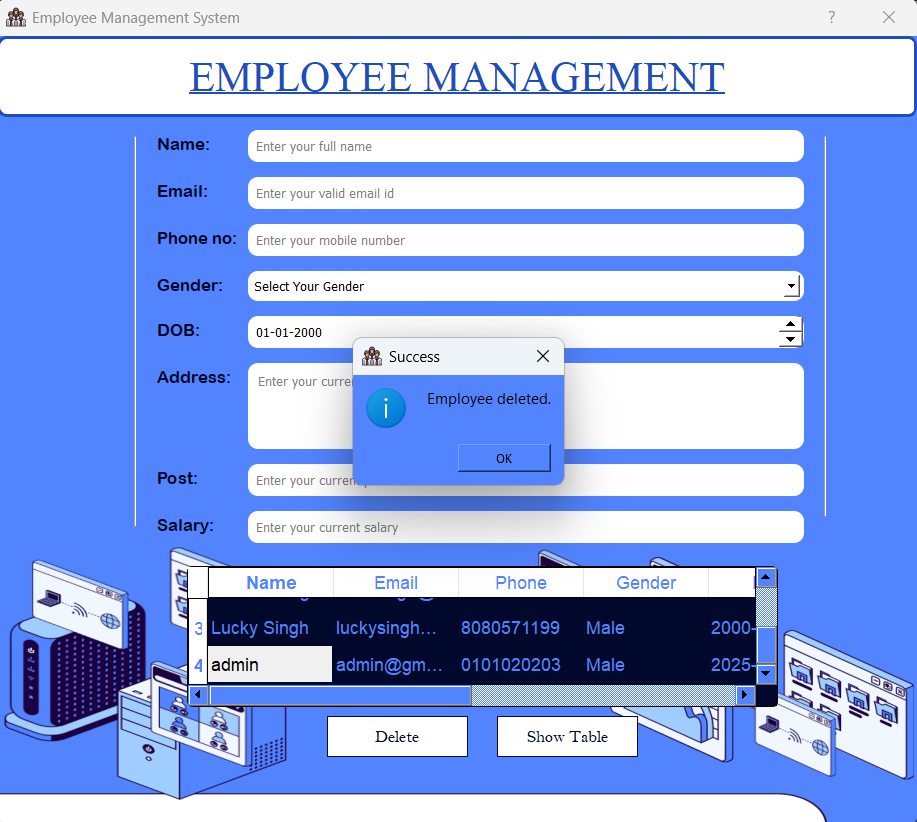 Employee Management System ?
EMPLOYEE MANAGEMENT
Name: Enter your full name
Email: Enter your valid email id
Phone no: Enter your mobile number
Gender: Select Your Gender
DOB: 01-01-2000
Success
Address: Enter your curre
i Employee deleted.
OK
Post: Enter your curren
Salary: Enter your current salary
Name Email Phone Gender
3 Lucky Singh luckysingh... 8080571199 Male 2000-
4 admin admin@gm... 0101020203 Male 2025-
Delete Show Table